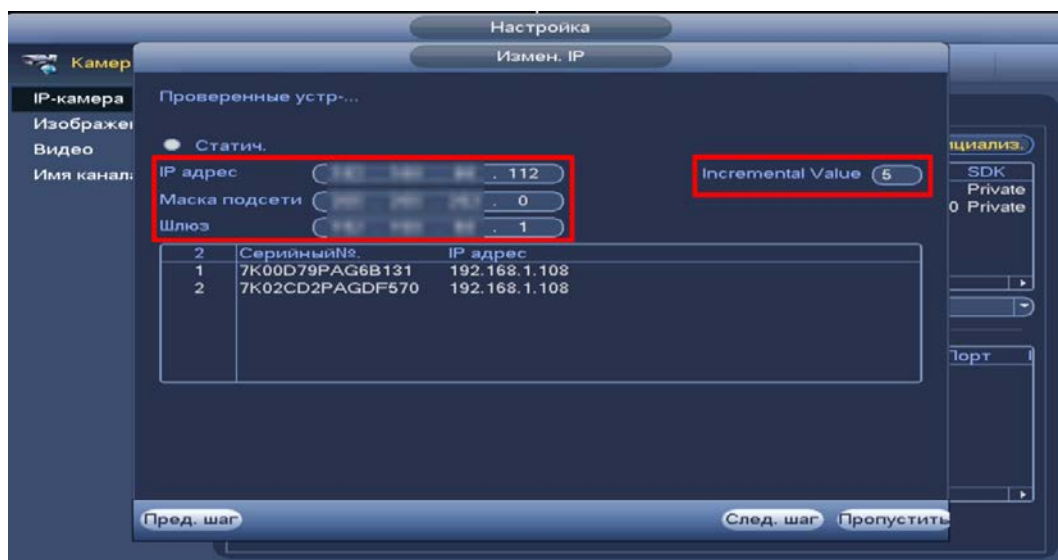 Настройка
Измен. IP
Камер
IP-камера
Проверенные устр-...
Изображе
Видео
Статич.
Имя канал
IP адрес . 112
Incremental Value 5
Маска подсети . 0
Шлюз . 1
циализ.)
SDK
Private
0 Private
2 Серийный№. IP адрес
1 7K00D79PAG6B131 192.168.1.108
2 7K02CD2PAGDF570 192.168.1.108
Порт
Пред. шаг След. шаг Пропустить